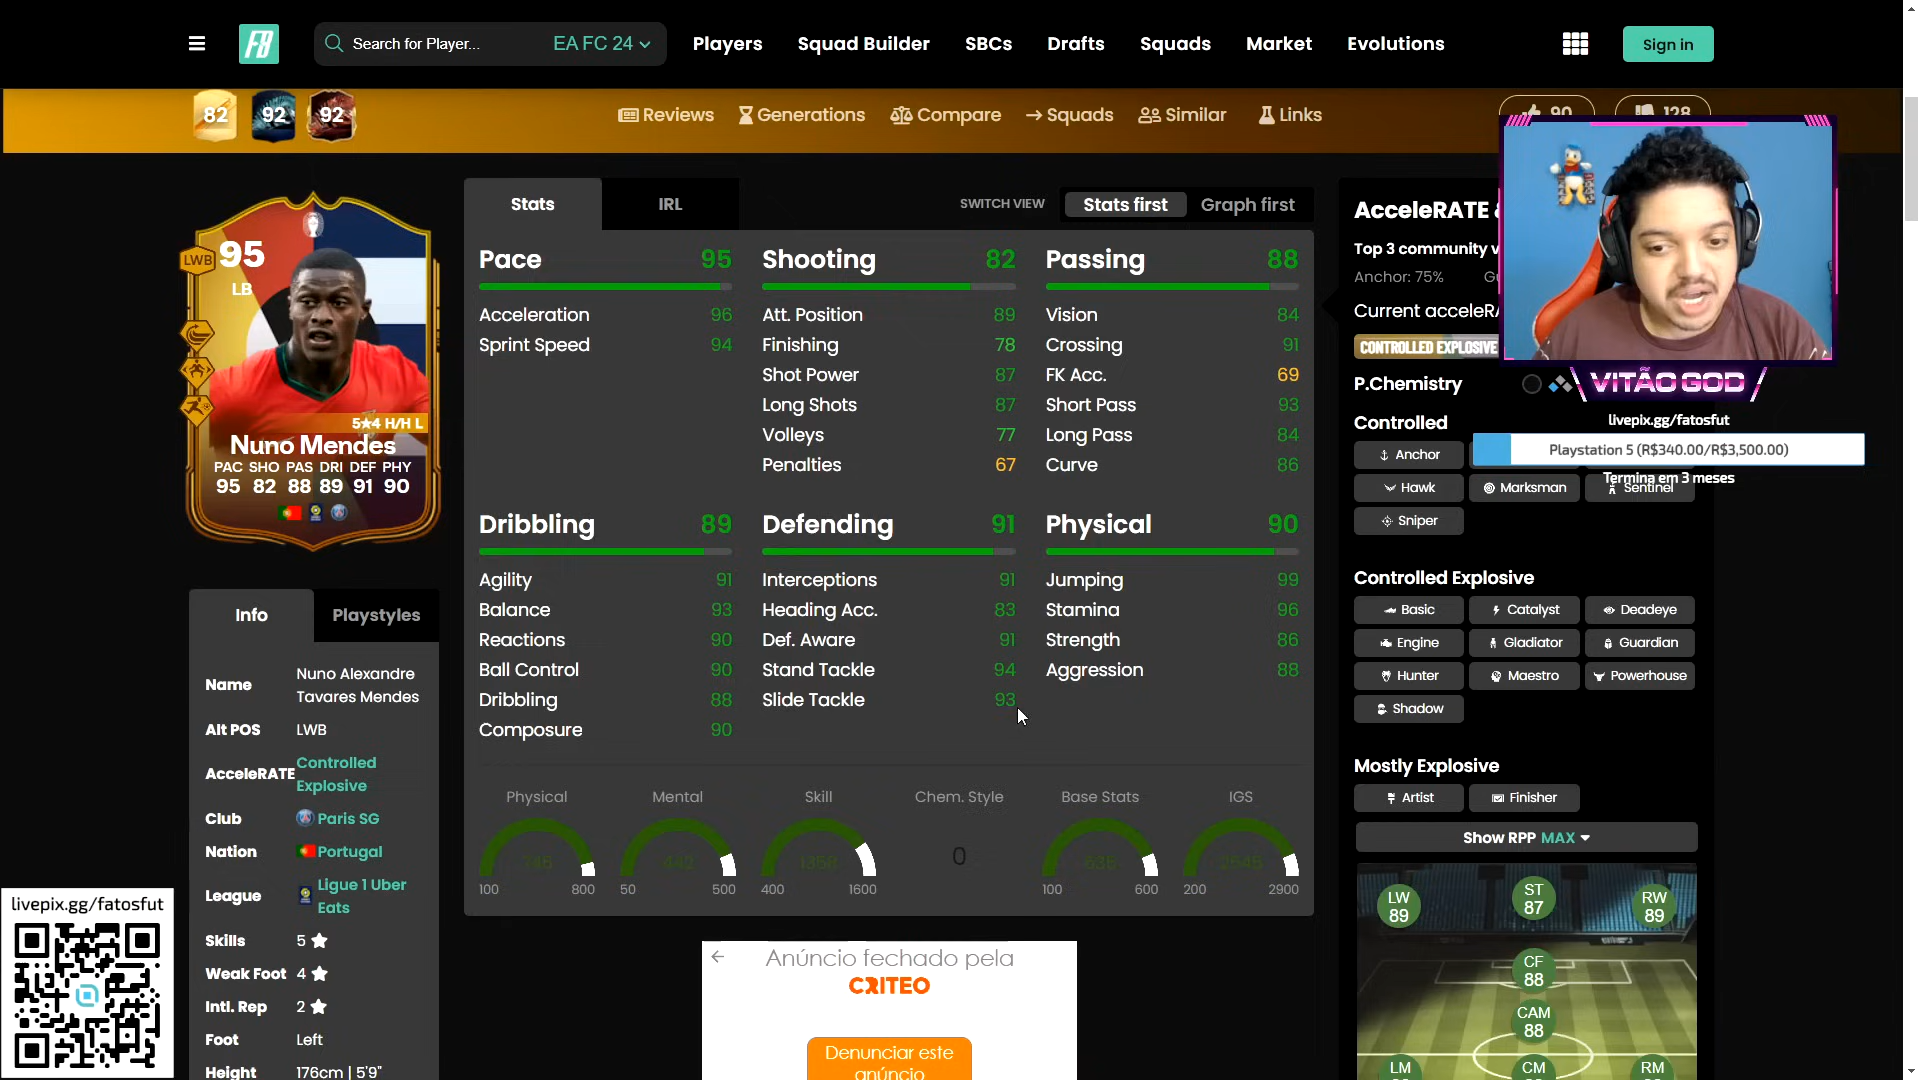 F8
Search for Player...
EA FC 24
Players
Squad Builder
SBCs
Drafts
Squads
Market
Evolutions
Sign in
82
92
92
Reviews
Generations
Compare
Squads
Similar
Links
90
128
95
LWB
LB
5★4 H/H L
Nuno Mendes
PAC SHO PAS DRI DEF PHY
95 82 88 89 91 90
Stats
IRL
SWITCH VIEW
Stats first
Graph first
Pace 95
Acceleration 96
Sprint Speed 94
Shooting 82
Att. Position 89
Finishing 78
Shot Power 87
Long Shots 87
Volleys 77
Penalties 67
Passing 88
Vision 84
Crossing 91
FK Acc. 69
Short Pass 93
Long Pass 84
Curve 86
Dribbling 89
Agility 91
Balance 93
Reactions 90
Ball Control 90
Dribbling 88
Composure 90
Defending 91
Interceptions 91
Heading Acc. 83
Def. Aware 91
Stand Tackle 94
Slide Tackle 93
Physical 90
Jumping 99
Stamina 96
Strength 86
Aggression 88
Physical
100 800
Mental
442
50 500
Skill
1358
400 1600
Chem. Style
0
Base Stats
635
100 600
IGS
200 2900
Info
Playstyles
Name Nuno Alexandre
Tavares Mendes
Alt POS LWB
AcceleRATE Controlled
Explosive
Club Paris SG
Nation Portugal
League Ligue 1 Uber
Eats
Skills 5
Weak Foot 4
Intl. Rep 2
Foot Left
Height 176cm | 5'9"
AcceleRATE
Top 3 community
Anchor: 75%
Current
CONTROLLED EXPLOSIVE
P.Chemistry
Controlled
Anchor
Hawk
Marksman
Sentinel
Sniper
Controlled Explosive
Basic
Catalyst
Deadeye
Engine
Gladiator
Guardian
Hunter
Maestro
Powerhouse
Shadow
Mostly Explosive
Artist
Finisher
Show RPP MAX
LW
89
ST
87
RW
89
CF
88
CAM
88
LM
CM
RM
VITÃO GOD
livepix.gg/fatosfut
Playstation 5 (R$340.00/R$3,500.00)
Termina em 3 meses
livepix.gg/fatosfut
Anúncio fechado pela
CRITEO
Denunciar este
anúncio